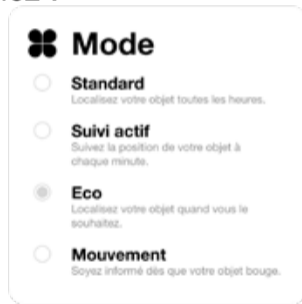 Mode
Standard
Localisez votre objet toutes les heures.
Suivi actif
Suivez la position de votre objet à
chaque minute.
Eco
Localisez votre objet quand vous le
souhaitez.
Mouvement
Soyez informé dès que votre objet bouge.